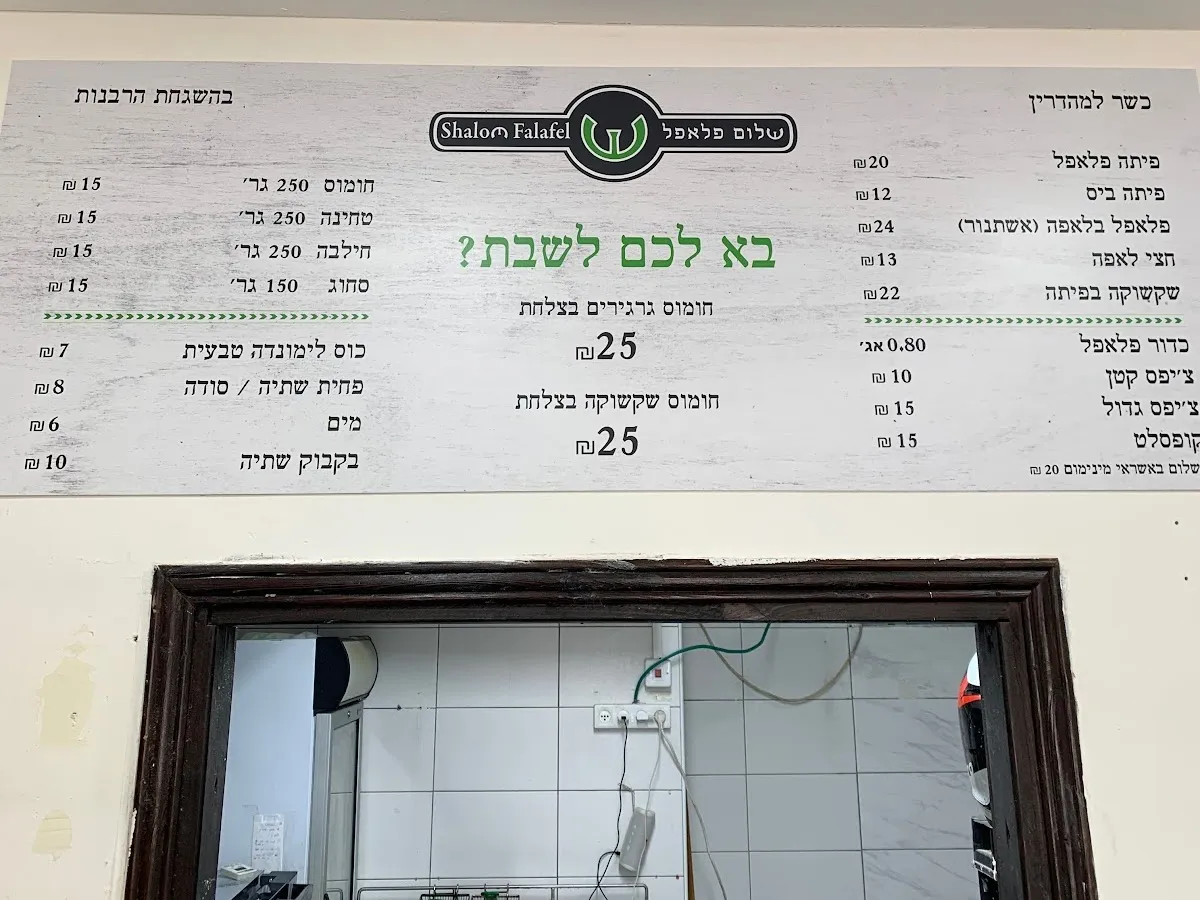 כשר למהדרין
פיתה פלאפל ₪20
פיתה ביס ₪12
פלאפל בלאפה (אשתנור) ₪24
חצי לאפה ₪13
שקשוקה בפיתה ₪22
כדור פלאפל 0.80 אג׳
צ׳יפס קטן ₪10
צ׳יפס גדול ₪15
קופסלט ₪15
שלום באשראי מינימום 20 ₪
Shalom Falafel שלום פלאפל
בא לכם לשבת?
חומוס גרגירים בצלחת
₪25
חומוס שקשוקה בצלחת
₪25
בהשגחת הרבנות
חומוס 250 גר׳ ₪15
טחינה 250 גר׳ ₪15
חילבה 250 גר׳ ₪15
סחוג 150 גר׳ ₪15
כוס לימונדה טבעית ₪7
פחית שתיה / סודה ₪8
מים ₪6
בקבוק שתיה ₪10